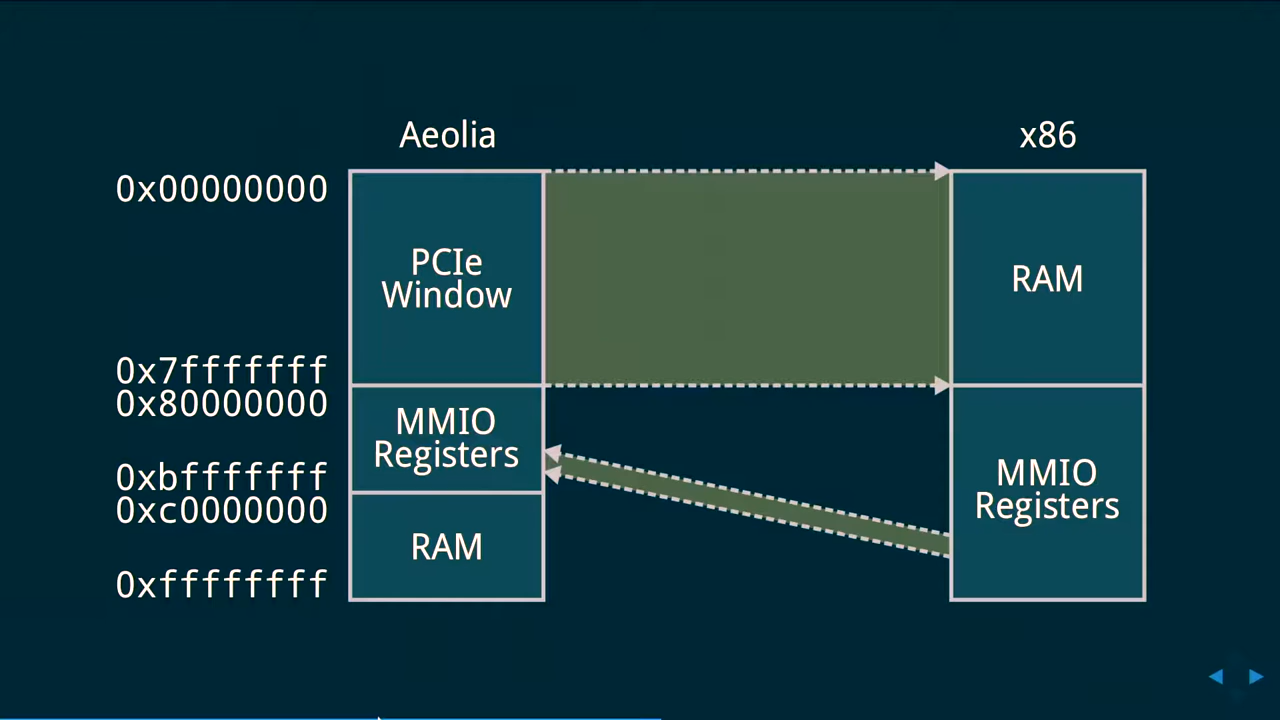 Aeolia
x86
0x00000000
PCIe
Window
RAM
0x7fffffff
0x80000000
MMIO
Registers
0xbfffffff
0xc0000000
MMIO
Registers
RAM
0xffffffff